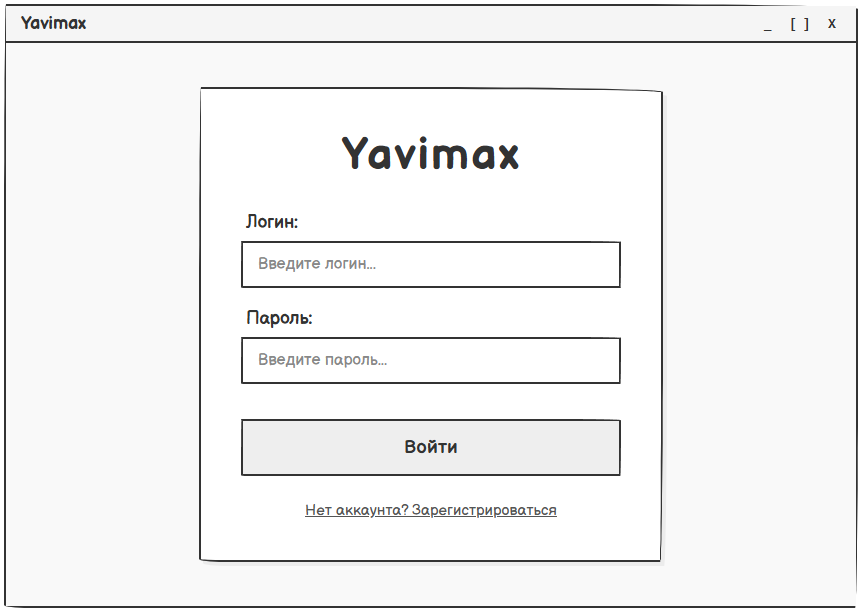 Yavimax _ [ ] X
Yavimax
Логин:
Введите логин...
Пароль:
Введите пароль...
Войти
Нет аккаунта? Зарегистрироваться